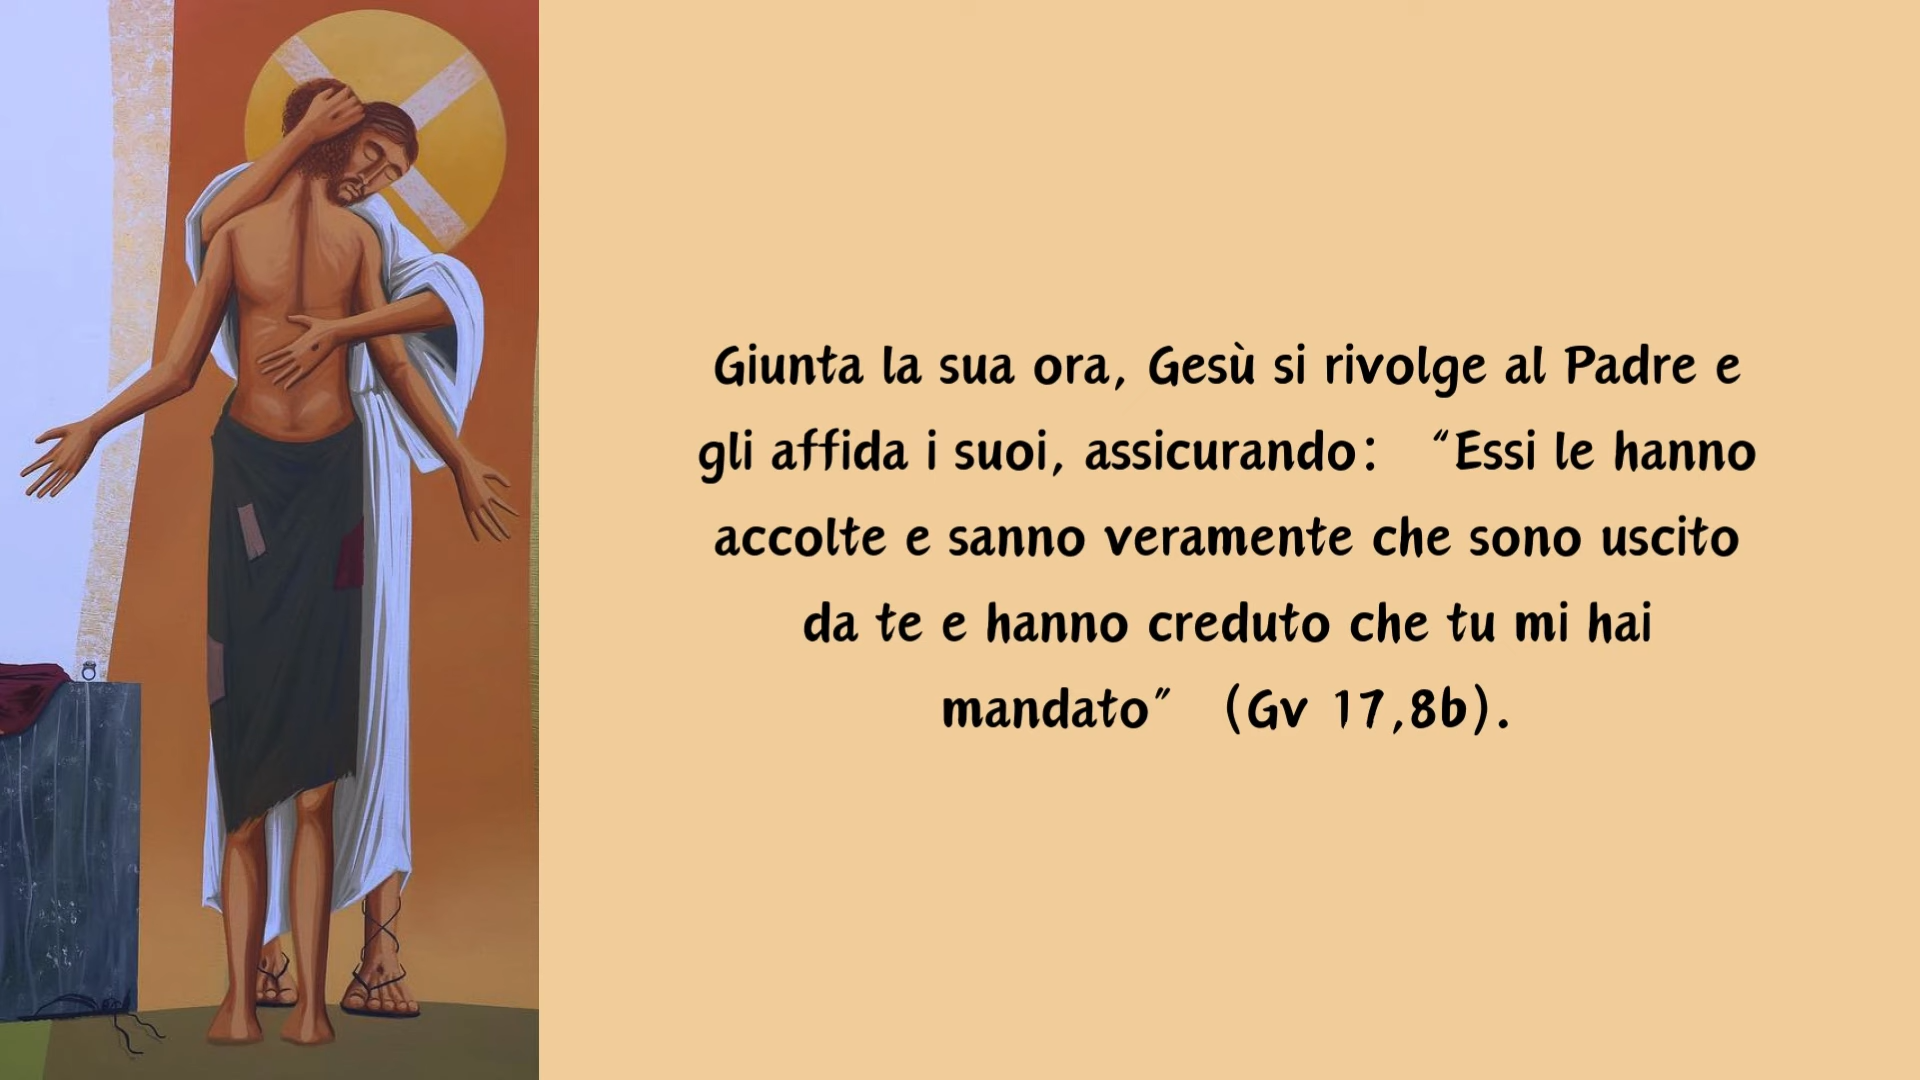 Giunta la sua ora, Gesù si rivolge al Padre e
gli affida i suoi, assicurando: “Essi le hanno
accolte e sanno veramente che sono uscito
da te e hanno creduto che tu mi hai
mandato” (Gv 17,8b).